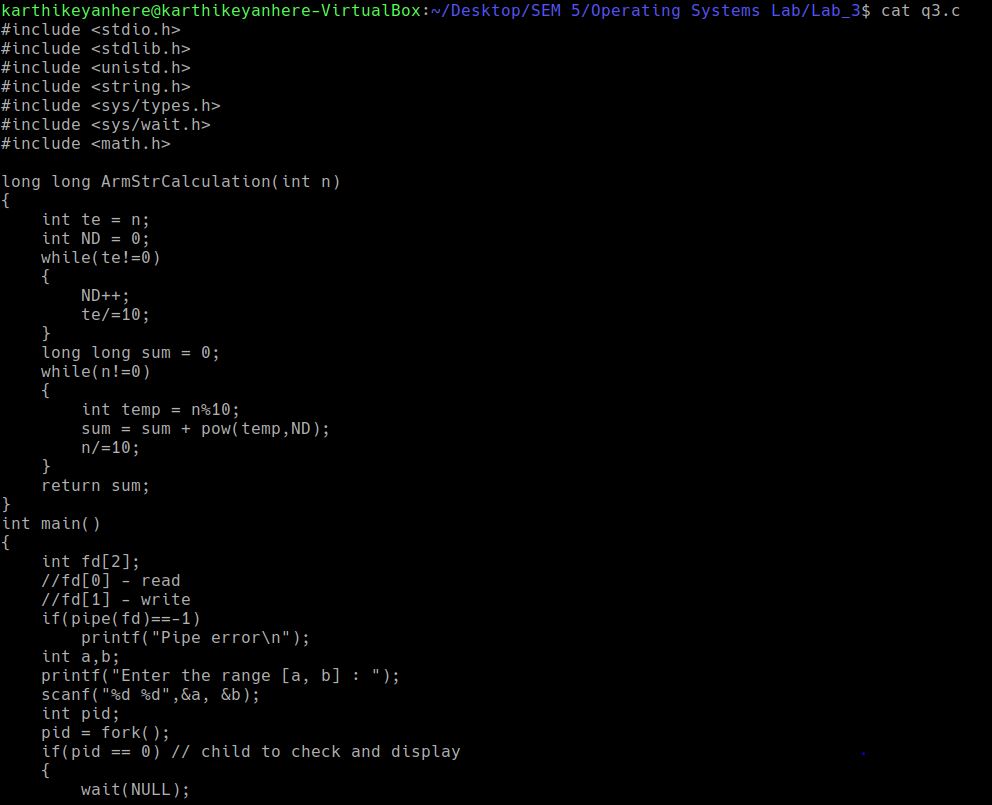 karthikeyanhere@karthikeyanhere-VirtualBox:~/Desktop/SEM 5/Operating Systems Lab/Lab_3$ cat q3.c
#include <stdio.h>
#include <stdlib.h>
#include <unistd.h>
#include <string.h>
#include <sys/types.h>
#include <sys/wait.h>
#include <math.h>

long long ArmStrCalculation(int n)
{
    int te = n;
    int ND = 0;
    while(te!=0)
    {
        ND++;
        te/=10;
    }
    long long sum = 0;
    while(n!=0)
    {
        int temp = n%10;
        sum = sum + pow(temp,ND);
        n/=10;
    }
    return sum;
}
int main()
{
    int fd[2];
    //fd[0] - read
    //fd[1] - write
    if(pipe(fd)==-1)
        printf("Pipe error\n");
    int a,b;
    printf("Enter the range [a, b] : ");
    scanf("%d %d",&a, &b);
    int pid;
    pid = fork();
    if(pid == 0) // child to check and display
    {
        wait(NULL);